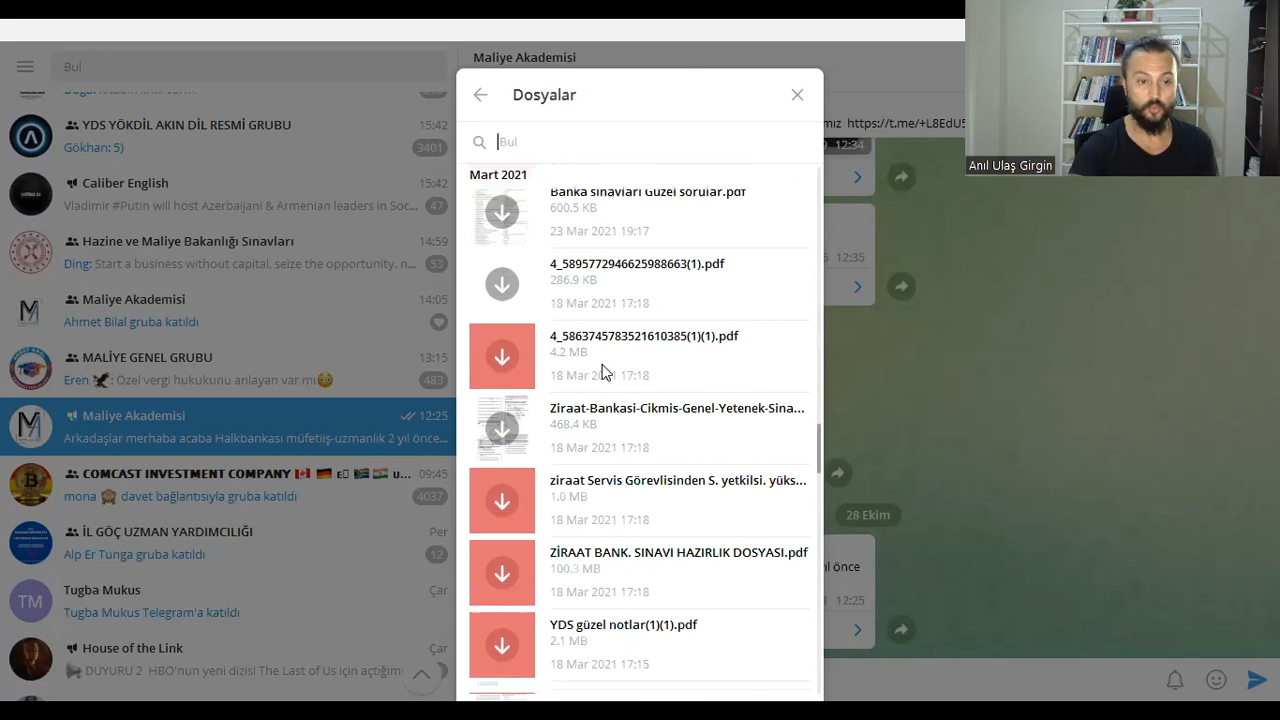 Bul
YDS YÖKDİL AKIN DİL RESMİ GRUBU 15:42
Gökhan: 5) 3401
Caliber English 15:42
Vladimir #Putin will host Azerbaijani & Armenian leaders in Soc... 47
Hazine ve Maliye Bakanlığı Sınavları 14:59
Ding: Start a business without capital, seize the opportunity. n... 53
Maliye Akademisi 14:05
Ahmet Bilal gruba katıldı
MALİYE GENEL GRUBU 13:15
Eren 🦅: Özel vergi hukukunu anlayan var mı😳 483
Maliye Akademisi 12:25
Arkadaşlar merhaba acaba Halkbankası müfettiş-uzmanlık 2 yıl önce...
COMCAST INVESTMENT COMPANY 🇨🇦 🇩🇪 🇿🇦 🇮🇳 09:45
mona davet bağlantısıyla gruba katıldı 4037
İL GÖÇ UZMAN YARDIMCILIĞI Per
Alp Er Tunga gruba katıldı 12
TM
Tugba Mukus Çar
Tugba Mukus Telegram'a katıldı
House of the Link Çar
DUYURU 2 HBO'nun yeni dizisi The Last of Us için açtığım
Maliye Akademisi
Dosyalar
Bul
Mart 2021
Banka sınavları Güzel sorular.pdf
600.5 KB
23 Mar 2021 19:17
4_5895772946625988663(1).pdf
286.9 KB
18 Mar 2021 17:18
4_5863745783521610385(1)(1).pdf
4.2 MB
18 Mar 2021 17:18
Ziraat-Bankasi-Cikmis-Genel-Yetenek-Sina...
468.4 KB
18 Mar 2021 17:18
ziraat Servis Görevlisinden S. yetkilsi. yüks...
1.0 MB
18 Mar 2021 17:18
ZİRAAT BANK. SINAVI HAZIRLIK DOSYASI.pdf
100.3 MB
18 Mar 2021 17:18
YDS güzel notlar(1)(1).pdf
2.1 MB
18 Mar 2021 17:15
mız https://t.me/+L8EdU5
12:34
12:35
28 Ekim
ıl önce
12:25
Anıl Ulaş Girgin